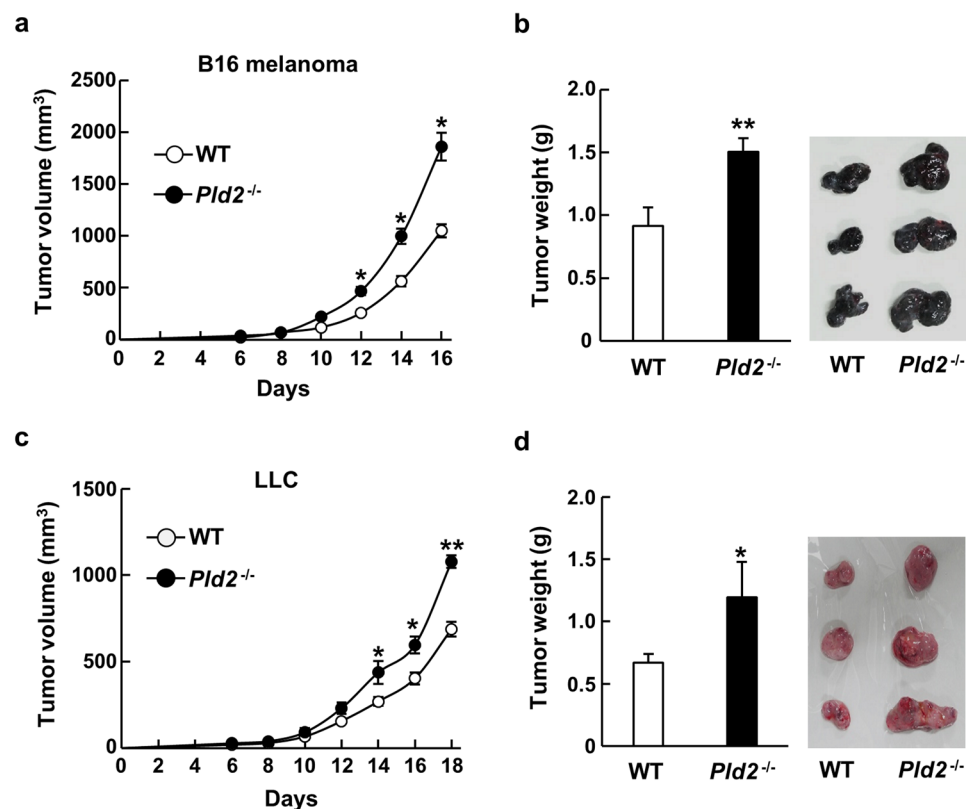 a
B16 melanoma
Tumor volume (mm³)
2500
2000
1500
1000
500
0
WT
Pld2⁻/⁻
*
*
*
*
0 2 4 6 8 10 12 14 16
Days
b
Tumor weight (g)
2.0
1.5
1.0
0.5
0
**
WT Pld2⁻/⁻
WT Pld2⁻/⁻
c
LLC
Tumor volume (mm³)
1500
1000
500
0
WT
Pld2⁻/⁻
*
*
**
0 2 4 6 8 10 12 14 16 18
Days
d
Tumor weight (g)
2.0
1.5
1.0
0.5
0
*
WT Pld2⁻/⁻
WT Pld2⁻/⁻